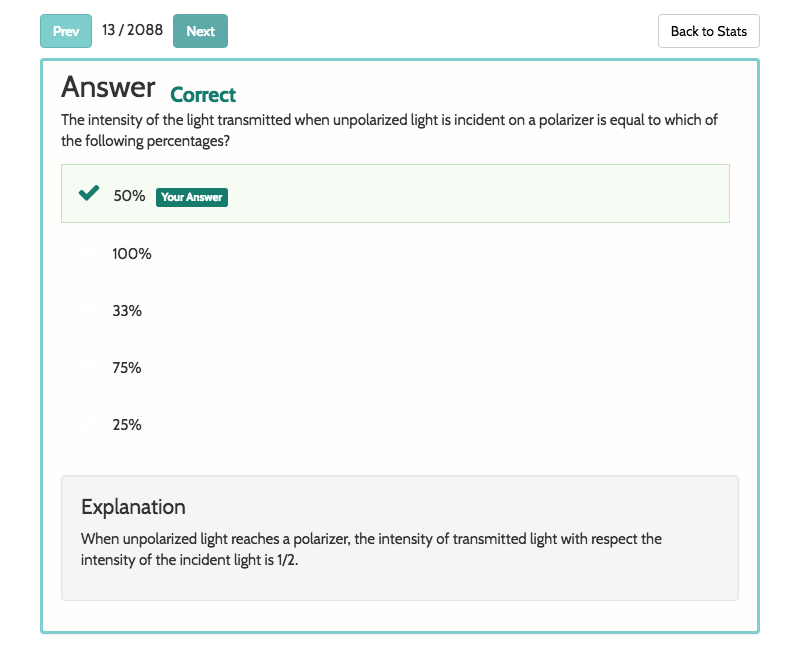 Prev 13 / 2088 Next Back to Stats
Answer Correct
The intensity of the light transmitted when unpolarized light is incident on a polarizer is equal to which of
the following percentages?
50% Your Answer
100%
33%
75%
25%
Explanation
When unpolarized light reaches a polarizer, the intensity of transmitted light with respect the
intensity of the incident light is 1/2.